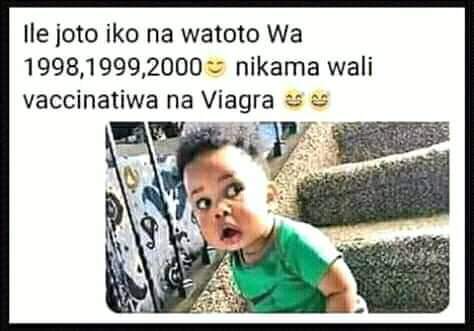 Ile joto iko na watoto Wa
1998,1999,2000😊 nikama wali
vaccinatiwa na Viagra 😅😅